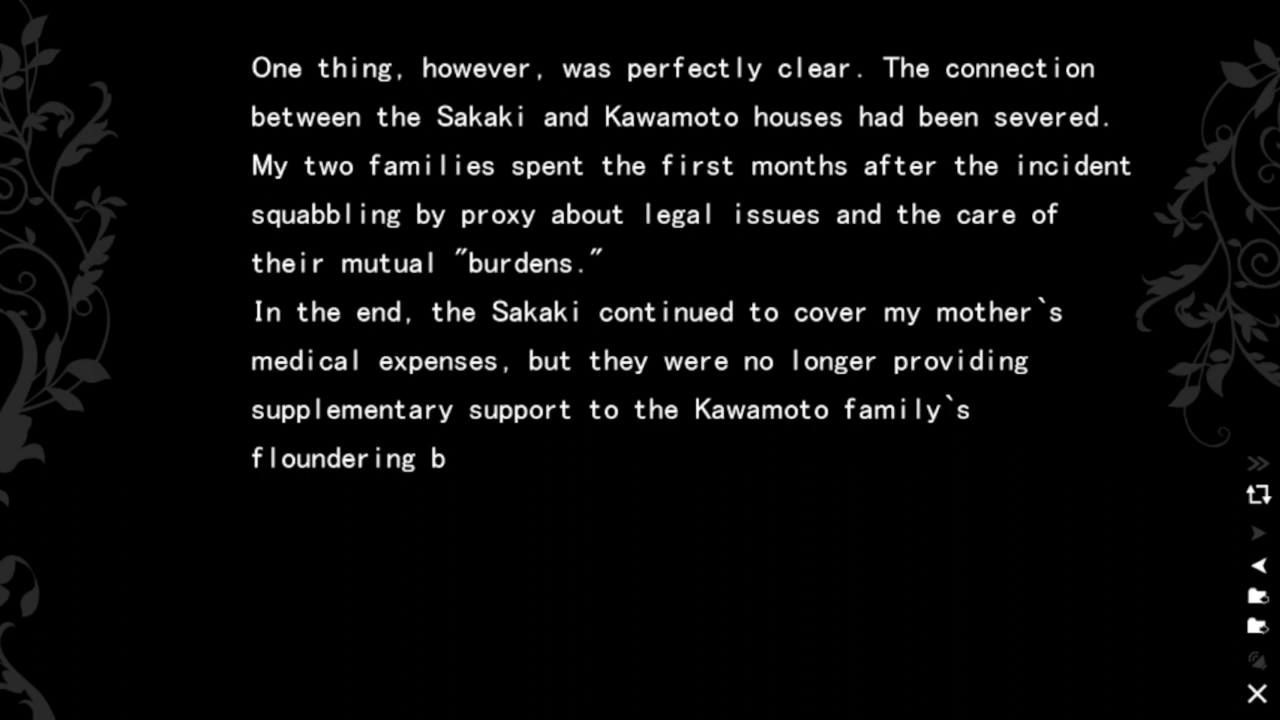 One thing, however, was perfectly clear. The connection
between the Sakaki and Kawamoto houses had been severed.
My two families spent the first months after the incident
squabbling by proxy about legal issues and the care of
their mutual "burdens."
In the end, the Sakaki continued to cover my mother`s
medical expenses, but they were no longer providing
supplementary support to the Kawamoto family`s
floundering b